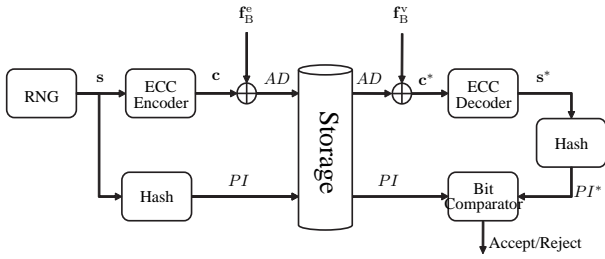 f_B^e
f_B^v
RNG
s
ECC
Encoder
c
AD
Storage
AD
c*
ECC
Decoder
s*
Hash
Hash
PI
PI
Bit
Comparator
PI*
Accept/Reject